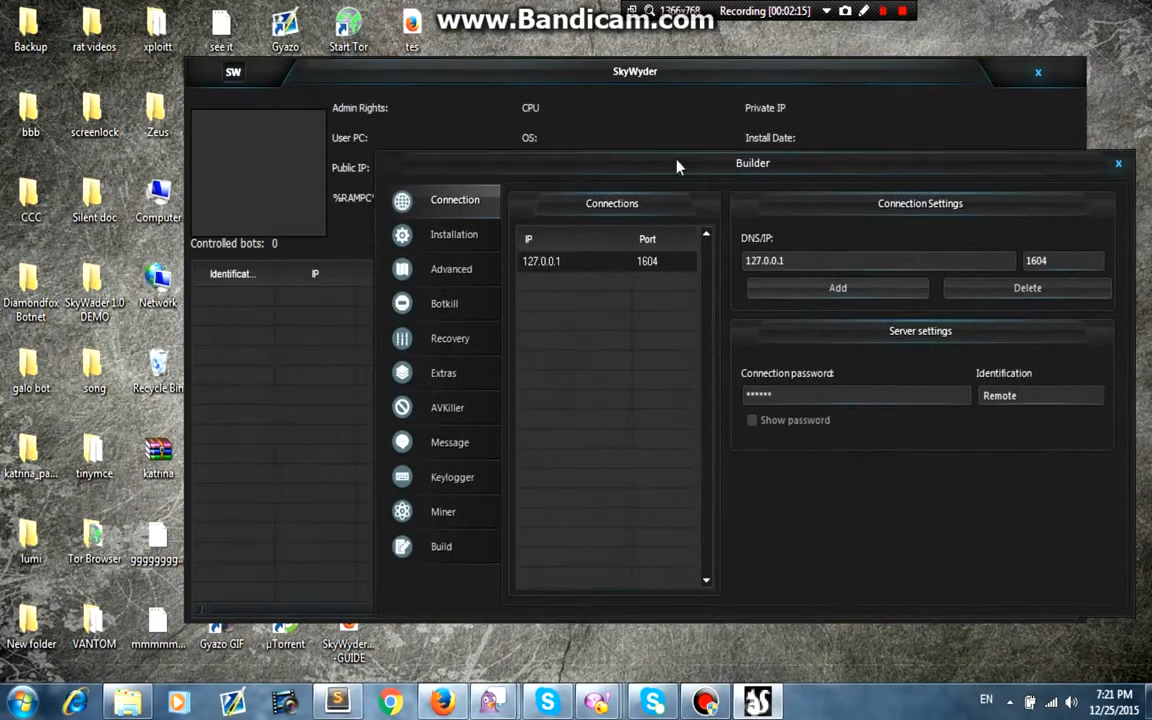 www.Bandicam.com
1366x768 Recording [00:02:15]
Backup
rat videos
xploitt
see it
Gyazo
Start Tor
tes
SW
SkyWyder
x
bbb
screenlock
Zeus
Admin Rights:
CPU
Private IP
User PC:
OS:
Install Date:
Public IP:
Builder
x
CCC
Silent doc
Computer
Controlled bots: 0
Identificat...
IP
Connection
Installation
Advanced
Botkill
Recovery
Extras
AVKiller
Message
Keylogger
Miner
Build
Connections
IP
Port
127.0.0.1
1604
Connection Settings
DNS/IP:
127.0.0.1
1604
Add
Delete
Server settings
Connection password:
Identification
******
Remote
Show password
Diamondfox
Botnet
SkyWader 1.0
DEMO
Network
galo bot
song
Recycle Bin
katrina_pa...
tinymce
katrina
lumi
Tor Browser
gggggggg...
New folder
VANTOM
mmmmm...
Gyazo GIF
µTorrent
SkyWyder...
-GUIDE
EN
7:21 PM
12/25/2015